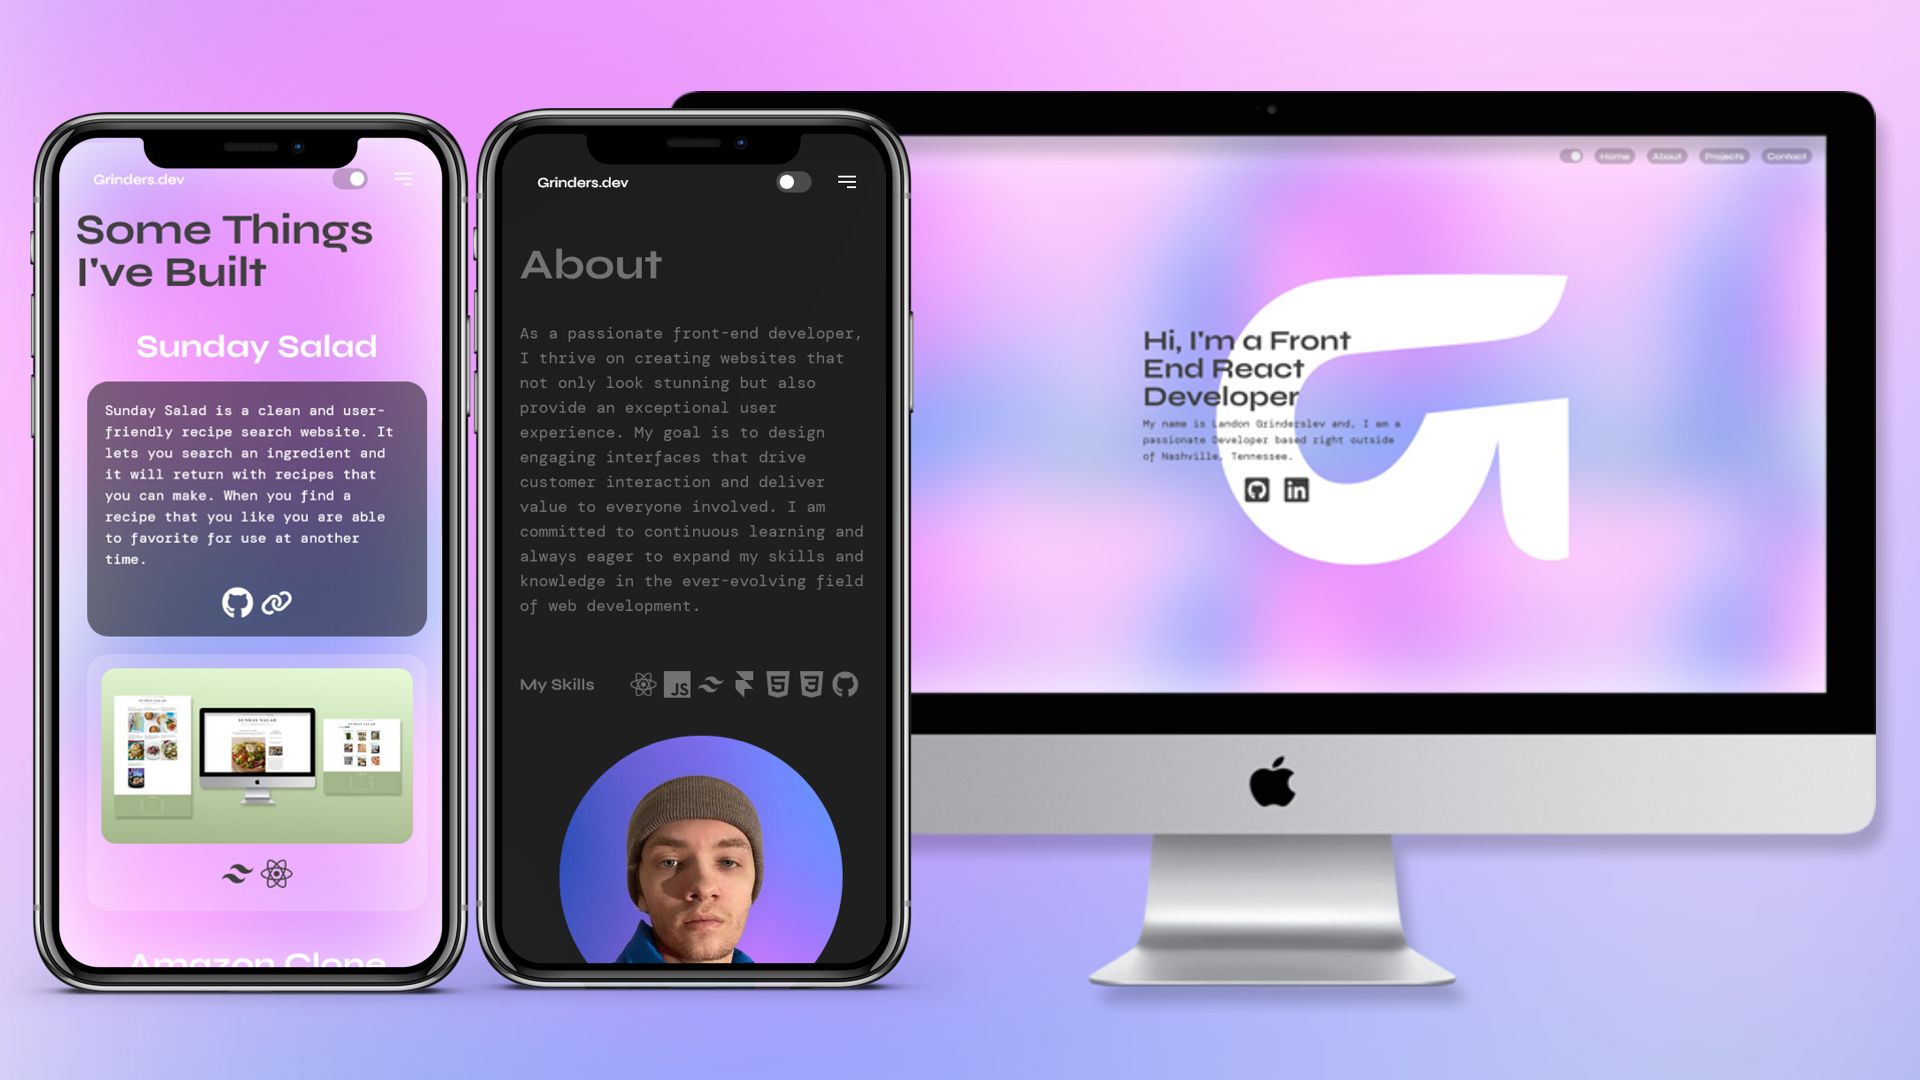 Grinders.dev
Some Things
I've Built
Sunday Salad
Sunday Salad is a clean and user-
friendly recipe search website. It
lets you search an ingredient and
it will return with recipes that
you can make. When you find a
recipe that you like you are able
to favorite for use at another
time.
SUNDAY SALAD
SUNDAY SALAD
SUNDAY SALAD
Amazon Clone
Grinders.dev
About
As a passionate front-end developer,
I thrive on creating websites that
not only look stunning but also
provide an exceptional user
experience. My goal is to design
engaging interfaces that drive
customer interaction and deliver
value to everyone involved. I am
committed to continuous learning and
always eager to expand my skills and
knowledge in the ever-evolving field
of web development.
My Skills
JS
5
3
Home
About
Projects
Contact
Hi, I'm a Front
End React
Developer
My name is Landon Grinderslev and, I am a
passionate Developer based right outside
of Nashville, Tennessee.
in